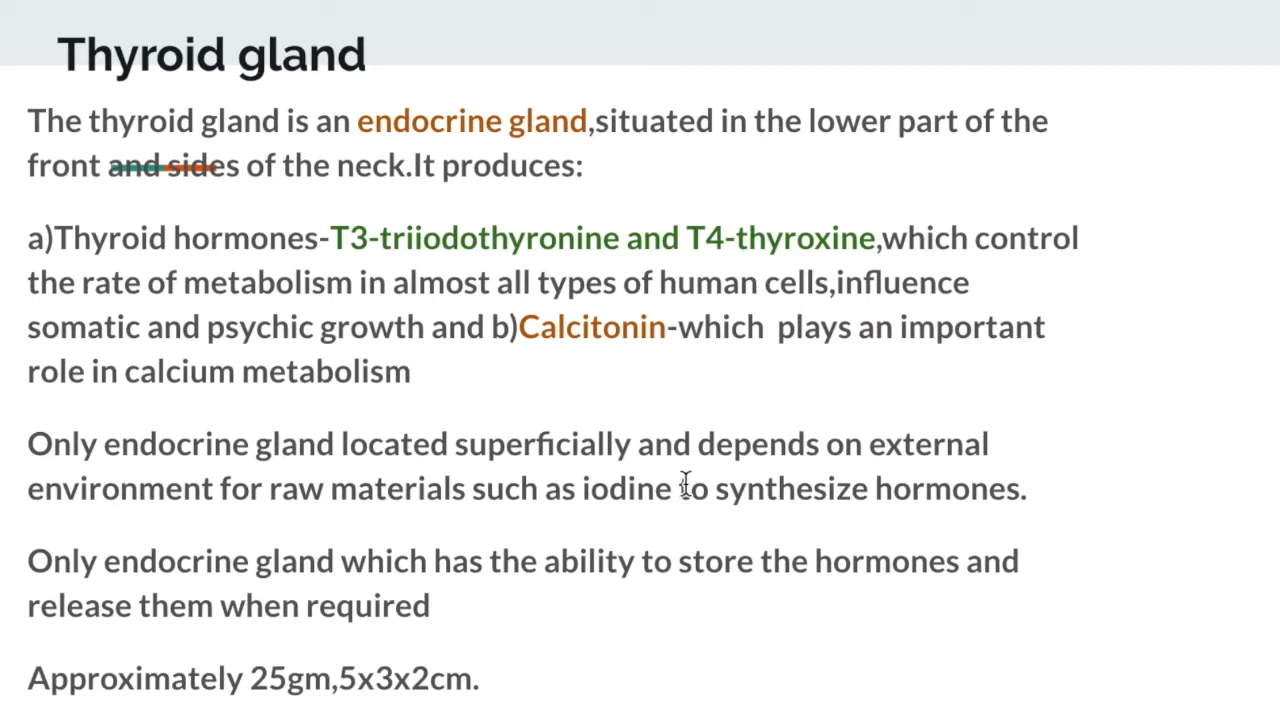 Thyroid gland
The thyroid gland is an endocrine gland,situated in the lower part of the
front and sides of the neck.It produces:
a)Thyroid hormones-T3-triiodothyronine and T4-thyroxine,which control
the rate of metabolism in almost all types of human cells,influence
somatic and psychic growth and b)Calcitonin-which  plays an important
role in calcium metabolism
Only endocrine gland located superficially and depends on external
environment for raw materials such as iodine to synthesize hormones.
Only endocrine gland which has the ability to store the hormones and
release them when required
Approximately 25gm,5x3x2cm.